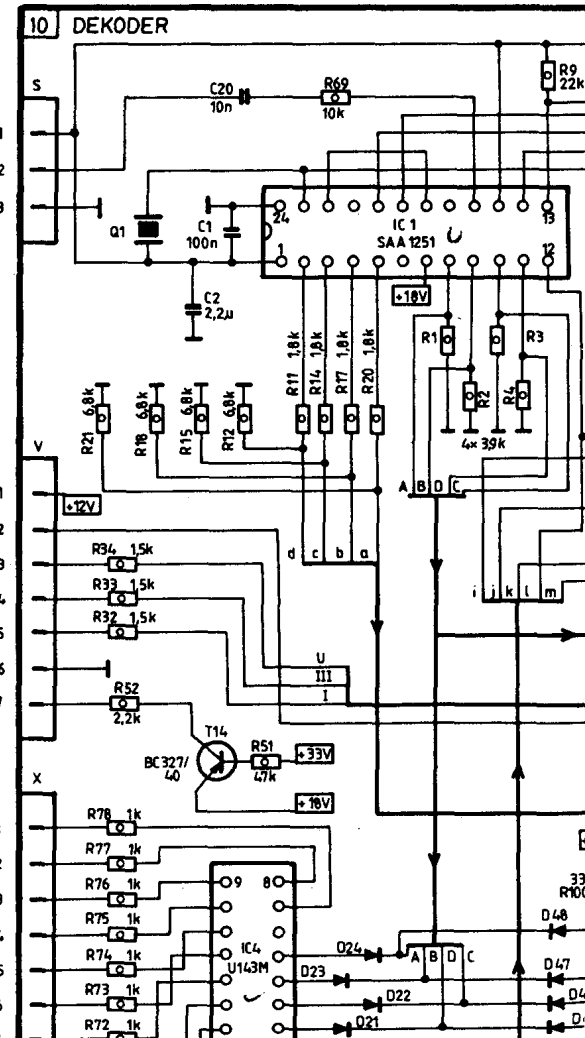 10 DEKODER
R9
22k
S
C20
10n
R69
10k
Q1
C1
100n
24
13
IC 1
SAA 1251
1
12
+18V
C2
2,2µ
R11 1,8k
R14 1,8k
R17 1,8k
R20 1,8k
R1
R2
R3
R4
4x 3,9k
R21 6,8k
R18 6,8k
R15 6,8k
R12 6,8k
A B D C
V
+12V
d c b a
R34 1,5k
R33 1,5k
R32 1,5k
i j k l m
U
III
I
R52
2,2k
T14
BC327/
40
R51
47k
+33V
+18V
X
R78 1k
R77 1k
R76 1k
R75 1k
R74 1k
R73 1k
R72 1k
9 8
IC4
U143M
D24
D23
D22
D21
A B D C
33
R100
D48
D47